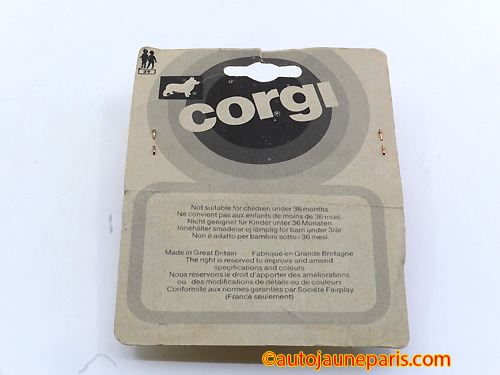 corgi
Not suitable for children under 36 months.
Ne convient pas aux enfants de moins de 36 mois.
Nicht geeignet für Kinder unter 36 Monaten
Innehåller smådelar ej lämplig for barn under 3/år
Non è adatto per bambini sotto i 36 mesi
Made in Great Britain Fabriqué en Grande Bretagne
The right is reserved to improve and amend
specifications and colours
Nous réservons le droit d'apporter des améliorations
ou des modifications de détails ou de couleurs
Conformite aux normes garanties par Société Fairplay
(France seulement)
©autojauneparis.com